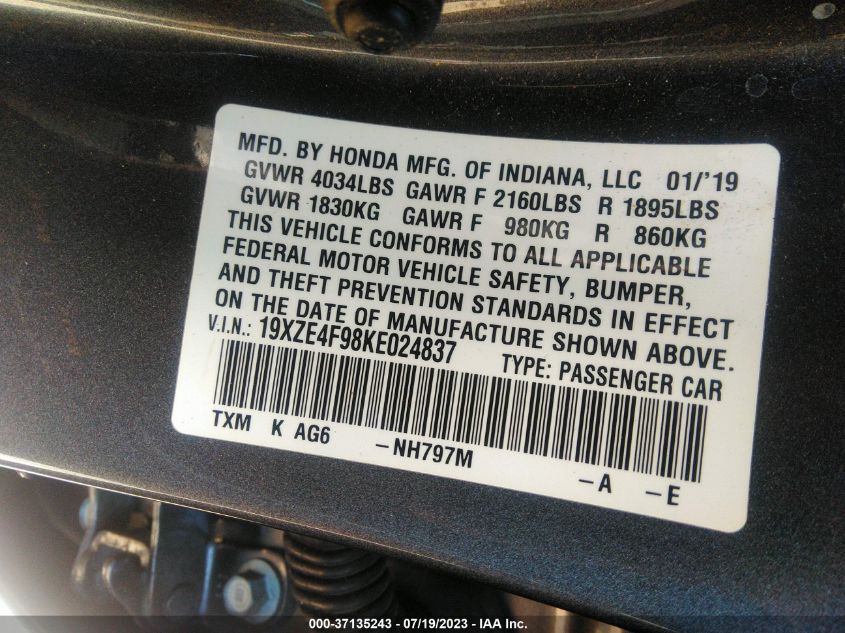 MFD. BY HONDA MFG. OF INDIANA, LLC 01/'19
GVWR 4034LBS GAWR F 2160LBS R 1895LBS
GVWR 1830KG GAWR F 980KG R 860KG
THIS VEHICLE CONFORMS TO ALL APPLICABLE
FEDERAL MOTOR VEHICLE SAFETY, BUMPER,
AND THEFT PREVENTION STANDARDS IN EFFECT
ON THE DATE OF MANUFACTURE SHOWN ABOVE.
V.I.N.: 19XZE4F98KE024837 TYPE: PASSENGER CAR
TXM K AG6 -NH797M -A -E
000-37135243 - 07/19/2023 - IAA Inc.